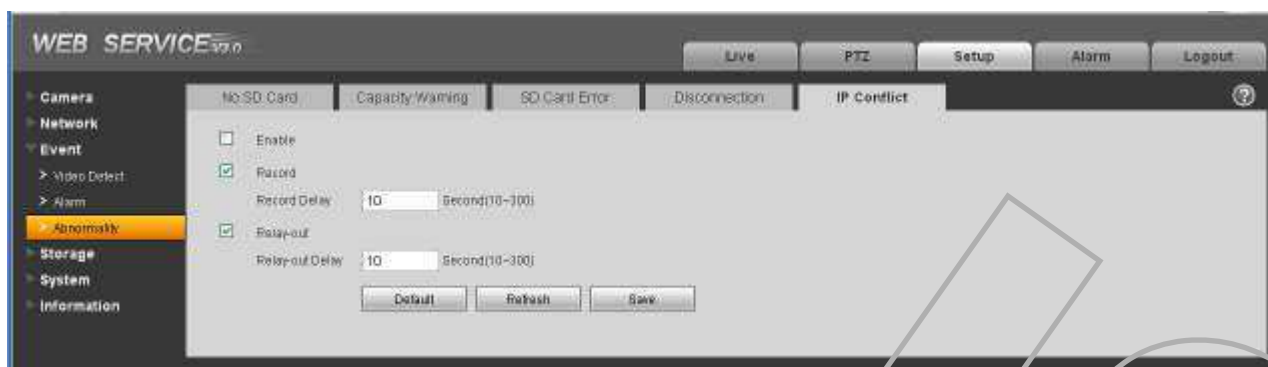 WEB SERVICE V3.0
Live
PTZ
Setup
Alarm
Logout
Camera
Network
Event
> Video Detect
> Alarm
> Abnormality
Storage
System
Information
No SD Card
Capacity Warning
SD Card Error
Disconnection
IP Conflict
?
Enable
Record
Record Delay 10 Second(10~300)
Relay-out
Relay-out Delay 10 Second(10~300)
Default
Refresh
Save